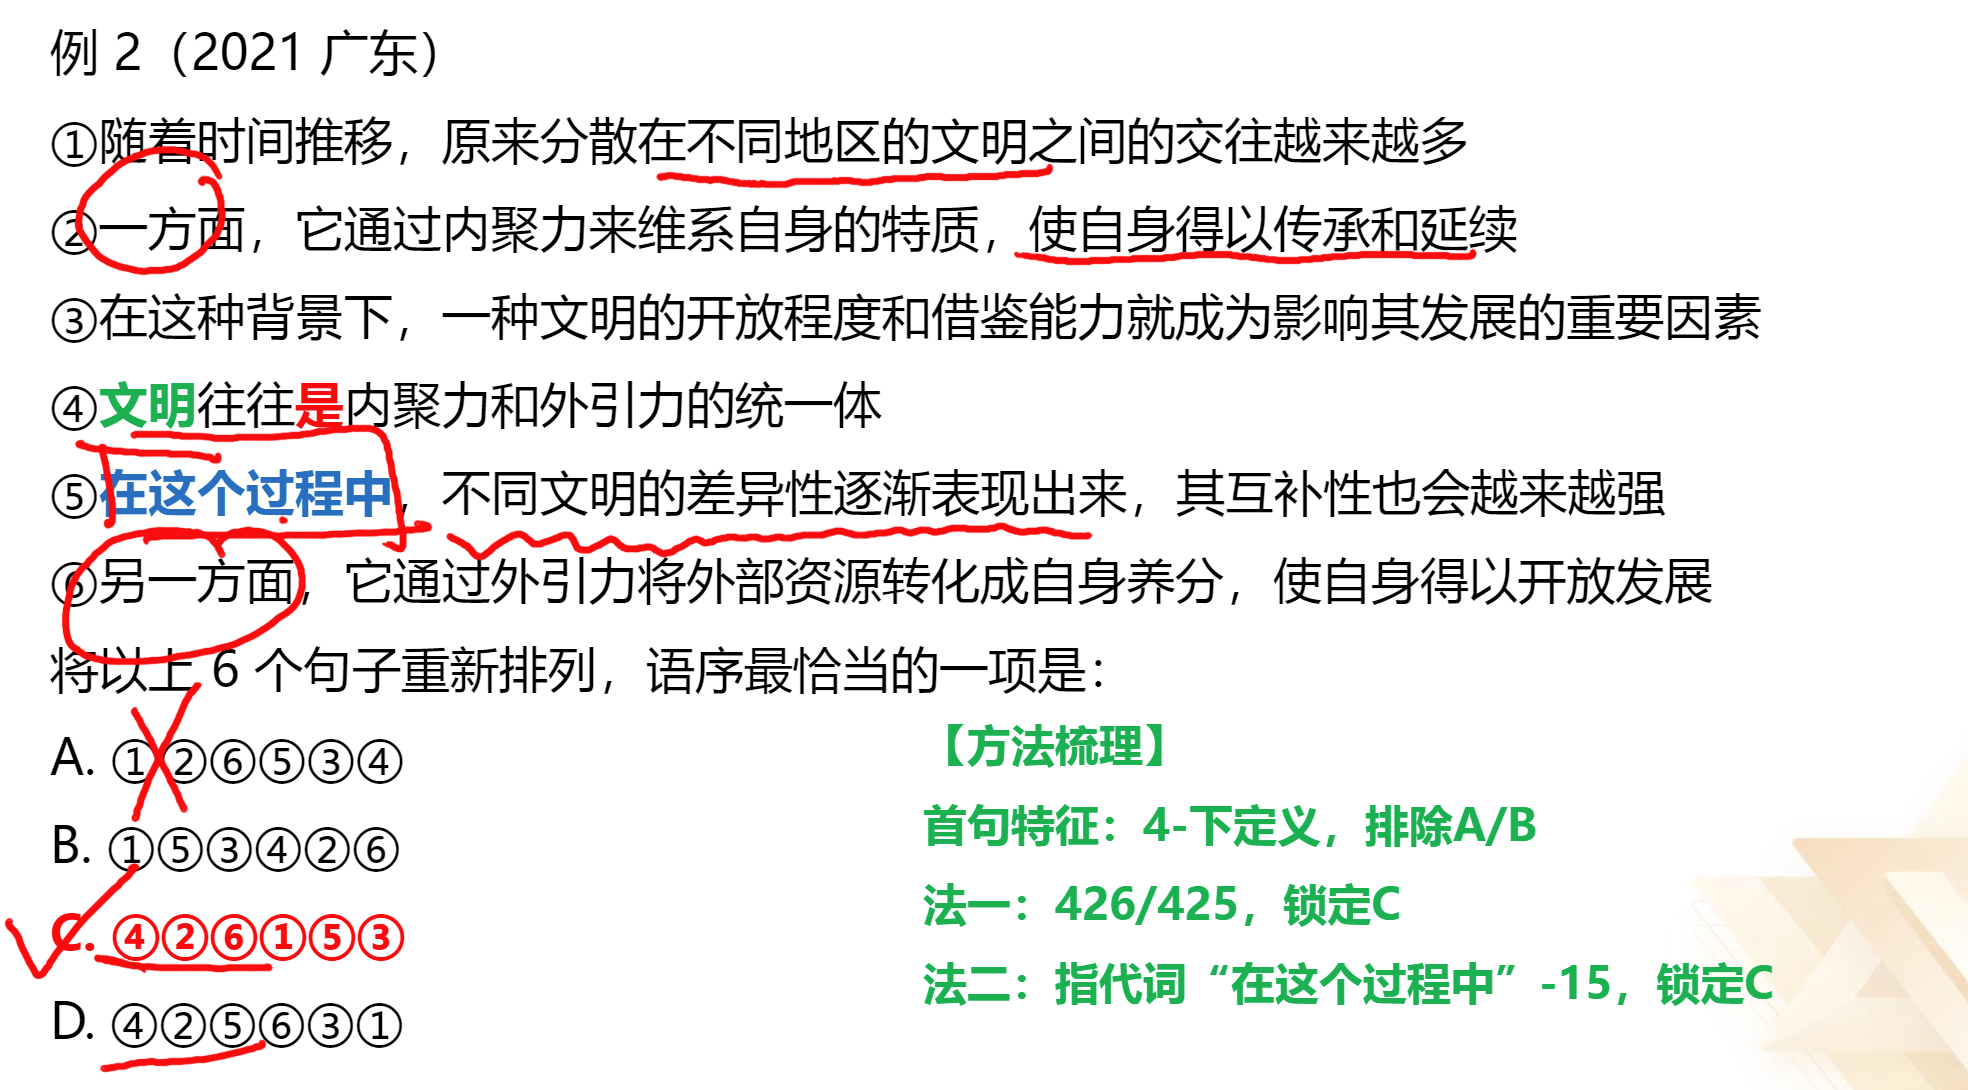 例 2（2021 广东）
①随着时间推移，原来分散在不同地区的文明之间的交往越来越多
②一方面，它通过内聚力来维系自身的特质，使自身得以传承和延续
③在这种背景下，一种文明的开放程度和借鉴能力就成为影响其发展的重要因素
④文明往往是内聚力和外引力的统一体
⑤在这个过程中，不同文明的差异性逐渐表现出来，其互补性也会越来越强
⑥另一方面，它通过外引力将外部资源转化成自身养分，使自身得以开放发展
将以上 6 个句子重新排列，语序最恰当的一项是：
A. ①②⑥⑤③④
B. ①⑤③④②⑥
C. ④②⑥①⑤③
D. ④②⑤⑥③①
【方法梳理】
首句特征：4-下定义，排除A/B
法一：426/425，锁定C
法二：指代词“在这个过程中”-15，锁定C